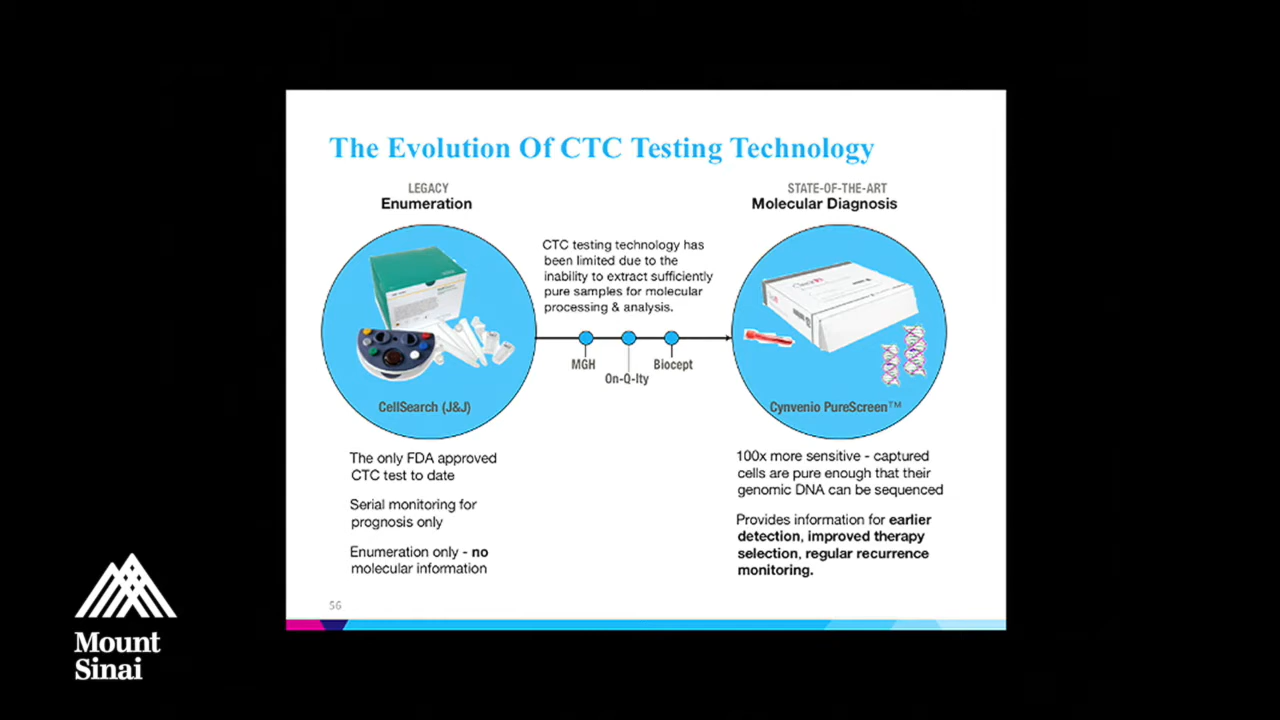 The Evolution Of CTC Testing Technology
LEGACY
Enumeration
CTC testing technology has
been limited due to the
inability to extract sufficiently
pure samples for molecular
processing & analysis.
MGH
On-Q-Ity
Biocept
STATE-OF-THE-ART
Molecular Diagnosis
CellSearch (J&J)
Cynvenio PureScreen™
The only FDA approved
CTC test to date
Serial monitoring for
prognosis only
Enumeration only - no
molecular information
100x more sensitive - captured
cells are pure enough that their
genomic DNA can be sequenced
Provides information for earlier
detection, improved therapy
selection, regular recurrence
monitoring.
56
Mount
Sinai